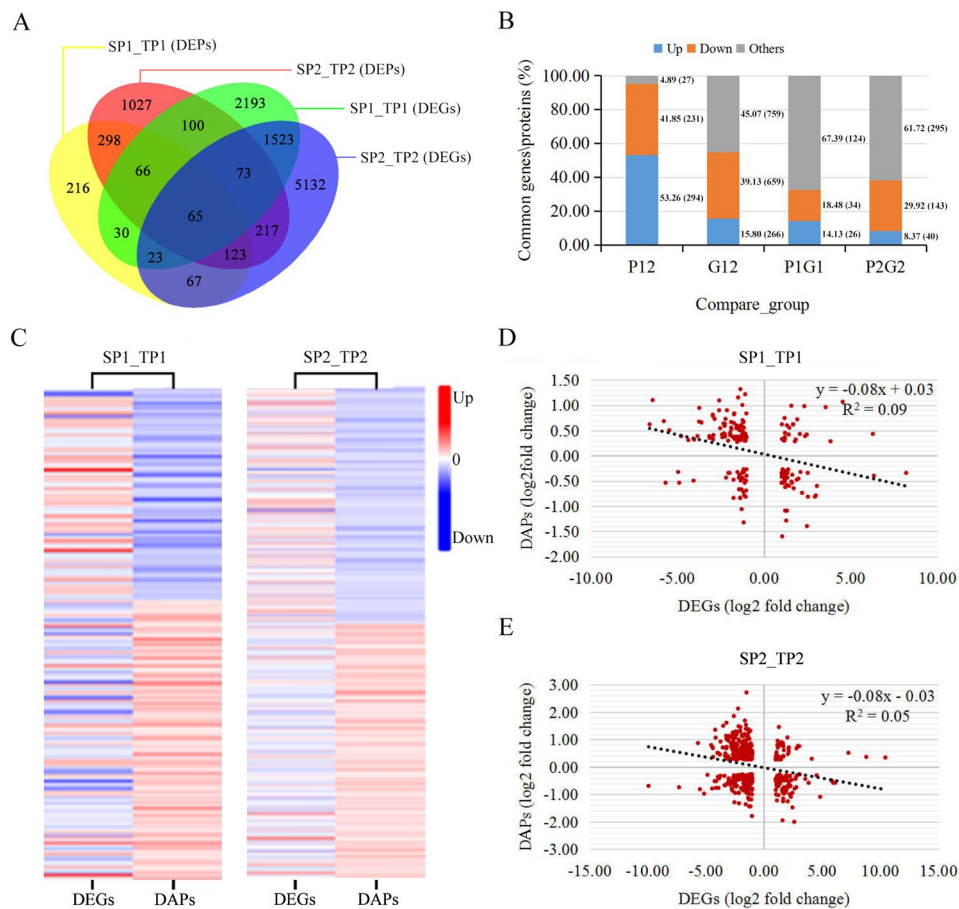 A
SP1_TP1 (DEPs)
SP2_TP2 (DEPs)
SP1_TP1 (DEGs)
SP2_TP2 (DEGs)
1027
2193
100
298
1523
66
73
216
5132
65
30
217
23
123
67
B
Up Down Others
Common genes\proteins (%)
100.00
80.00
60.00
40.00
20.00
0.00
4.89 (27)
41.85 (231)
53.26 (294)
45.07 (759)
39.13 (659)
15.80 (266)
67.39 (124)
18.48 (34)
14.13 (26)
61.72 (295)
29.92 (143)
8.37 (40)
P12 G12 P1G1 P2G2
Compare_group
C
SP1_TP1
SP2_TP2
Up
0
Down
DEGs DAPs DEGs DAPs
D
SP1_TP1
y = -0.08x + 0.03
R² = 0.09
DAPs (log2fold change)
1.50
1.00
0.50
0.00
-0.50
-1.00
-1.50
-2.00
-10.00 -5.00 0.00 5.00 10.00
DEGs (log2 fold change)
E
SP2_TP2
y = -0.08x - 0.03
R² = 0.05
DAPs (log2 fold change)
3.00
2.00
1.00
0.00
-1.00
-2.00
-3.00
-15.00 -10.00 -5.00 0.00 5.00 10.00 15.00
DEGs (log2 fold change)